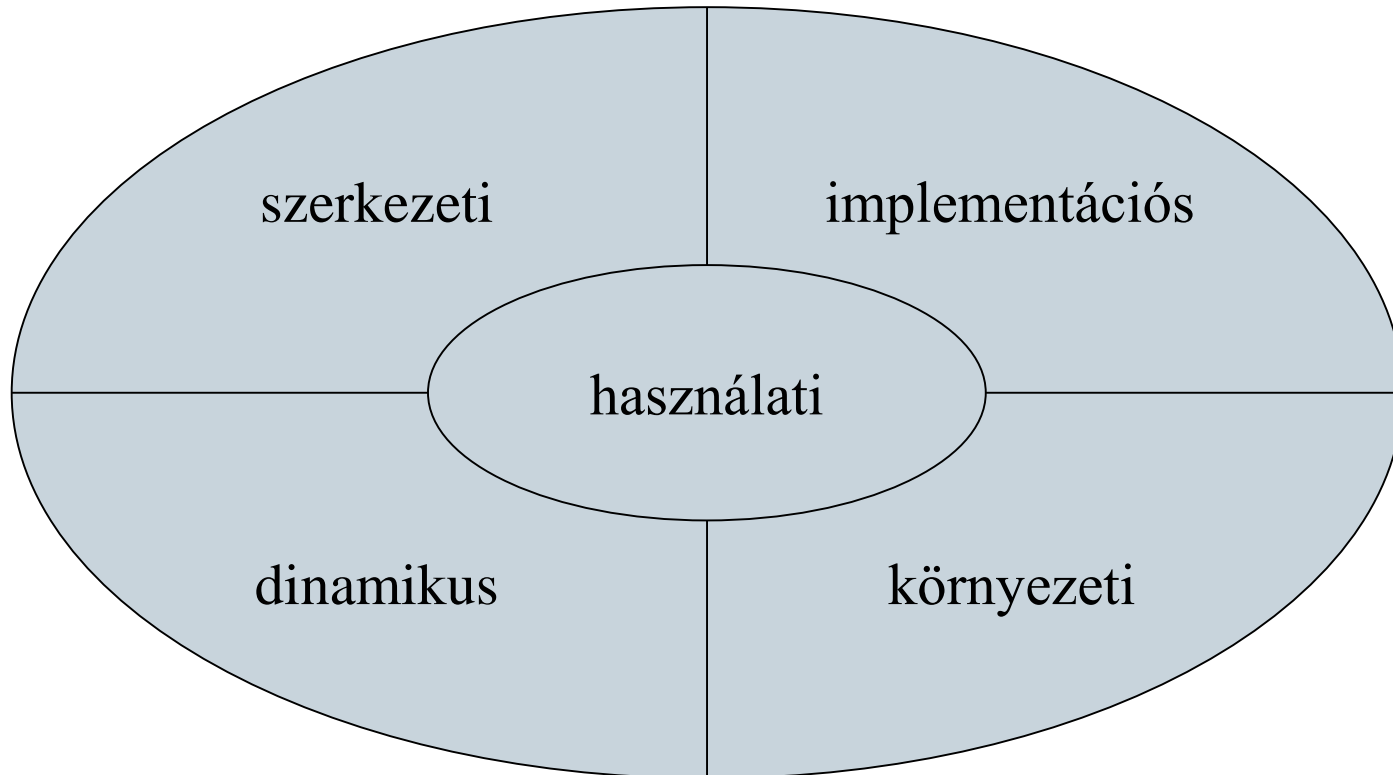 szerkezeti
implementációs
használati
dinamikus
környezeti